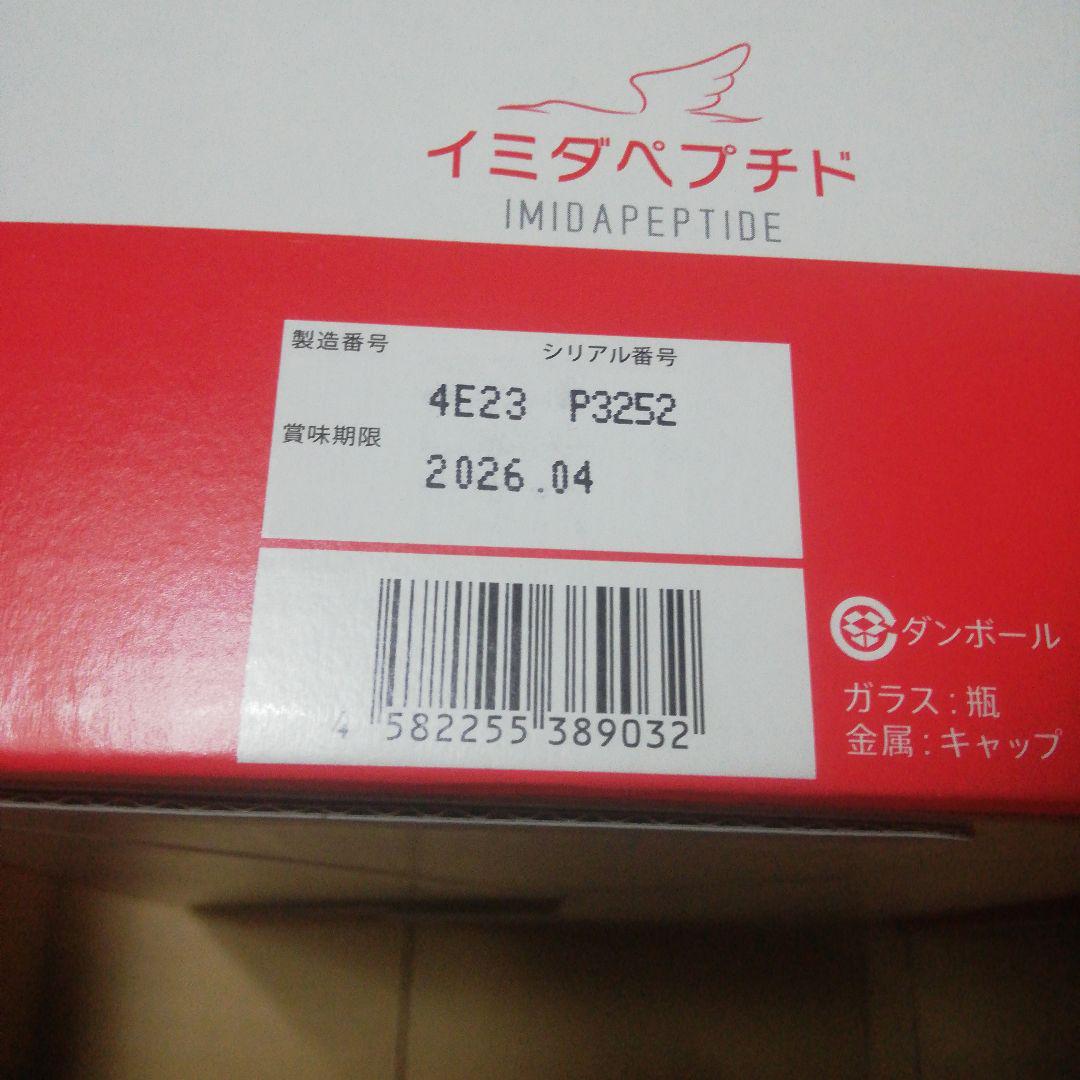 イミダペプチド
IMIDAPEPTIDE
製造番号 シリアル番号
4E23 P3252
賞味期限
2026.04
4 582255 389032
ダンボール
ガラス:瓶
金属:キャップ